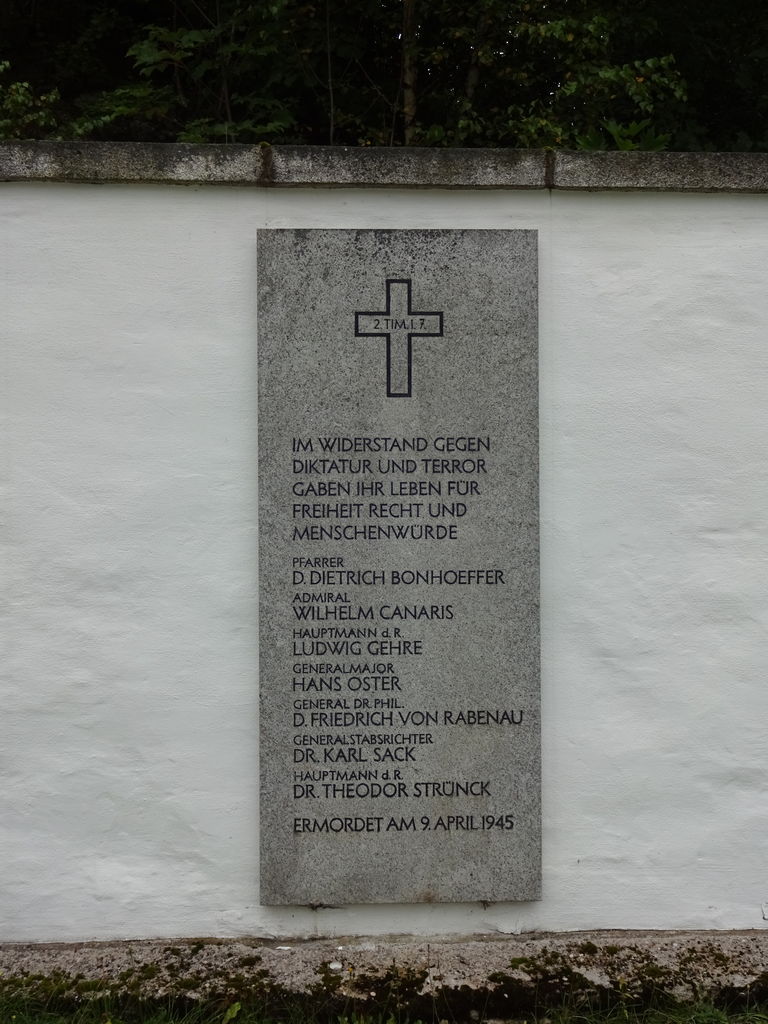 2. TIM. I. 7.
IM WIDERSTAND GEGEN
DIKTATUR UND TERROR
GABEN IHR LEBEN FÜR
FREIHEIT RECHT UND
MENSCHENWÜRDE
PFARRER
D. DIETRICH BONHOEFFER
ADMIRAL
WILHELM CANARIS
HAUPTMANN d. R.
LUDWIG GEHRE
GENERALMAJOR
HANS OSTER
GENERAL DR. PHIL.
D. FRIEDRICH VON RABENAU
GENERALSTABSRICHTER
DR. KARL SACK
HAUPTMANN d. R.
DR. THEODOR STRÜNCK
ERMORDET AM 9. APRIL 1945